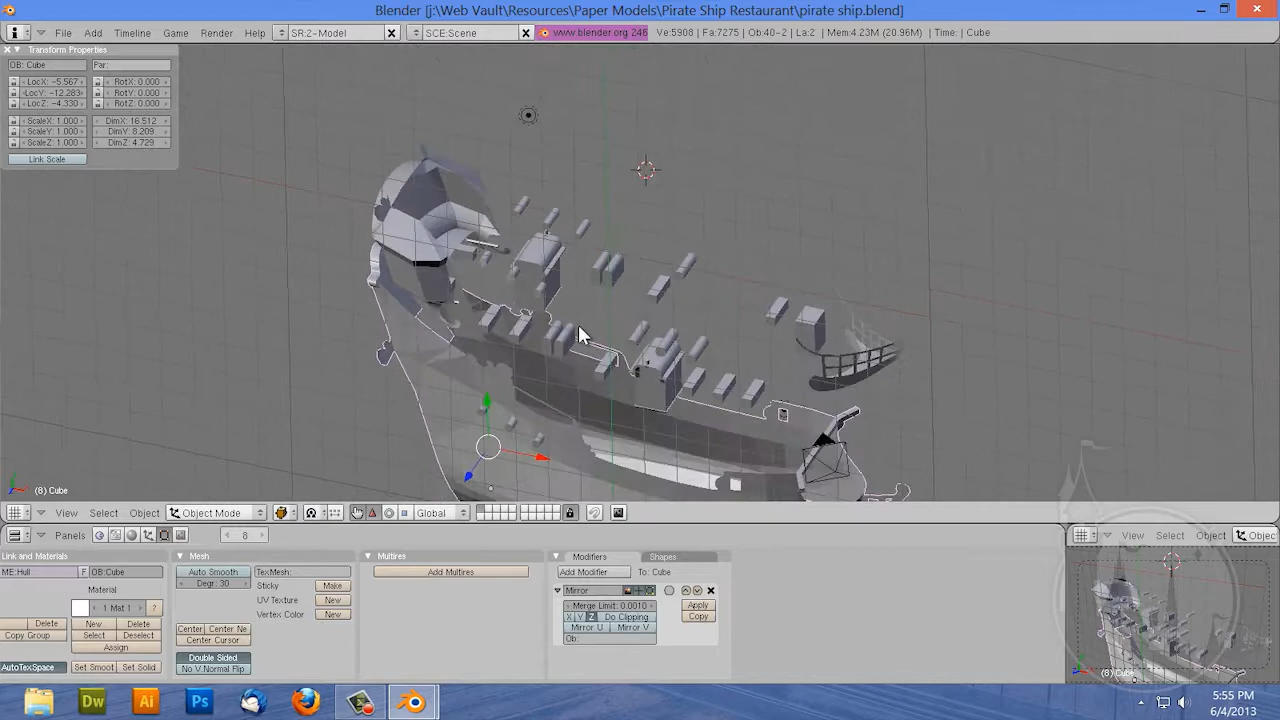 Blender [j:\Web Vault\Resources\Paper Models\Pirate Ship Restaurant\pirate ship.blend]
File Add Timeline Game Render Help SR:2-Model SCE:Scene www.blender.org 246 Ve:5908 | Fa:7275 | Ob:40-2 | La:2 | Mem:4.23M (20.96M) | Time: | Cube
Transform Properties
OB: Cube Par:
LocX: -5.567 RotX: 0.000
LocY: -12.283 RotY: 0.000
LocZ: -4.330 RotZ: 0.000
ScaleX: 1.000 DimX: 16.512
ScaleY: 1.000 DimY: 8.209
ScaleZ: 1.000 DimZ: 4.729
Link Scale
(8) Cube
View Select Object Object Mode Global
Panels 8 View Select Object Objec
Link and Materials Mesh Multires Modifiers Shapes
ME:Hull F OB:Cube Auto Smooth TexMesh: Add Multires Add Modifier To: Cube
Degr: 30 Sticky Make
Material Mirror
1 Mat 1 ? UV Texture New Merge Limit: 0.0010 Apply
Vertex Color New X Y Z Do Clipping Copy
Delete New Delete Center Center Ne Mirror U Mirror V
Copy Group Select Deselect Center Cursor Ob:
Assign
Double Sided
AutoTexSpace Set Smoot Set Solid No V.Normal Flip
(8) Cube
Dw Ai Ps
5:55 PM
6/4/2013